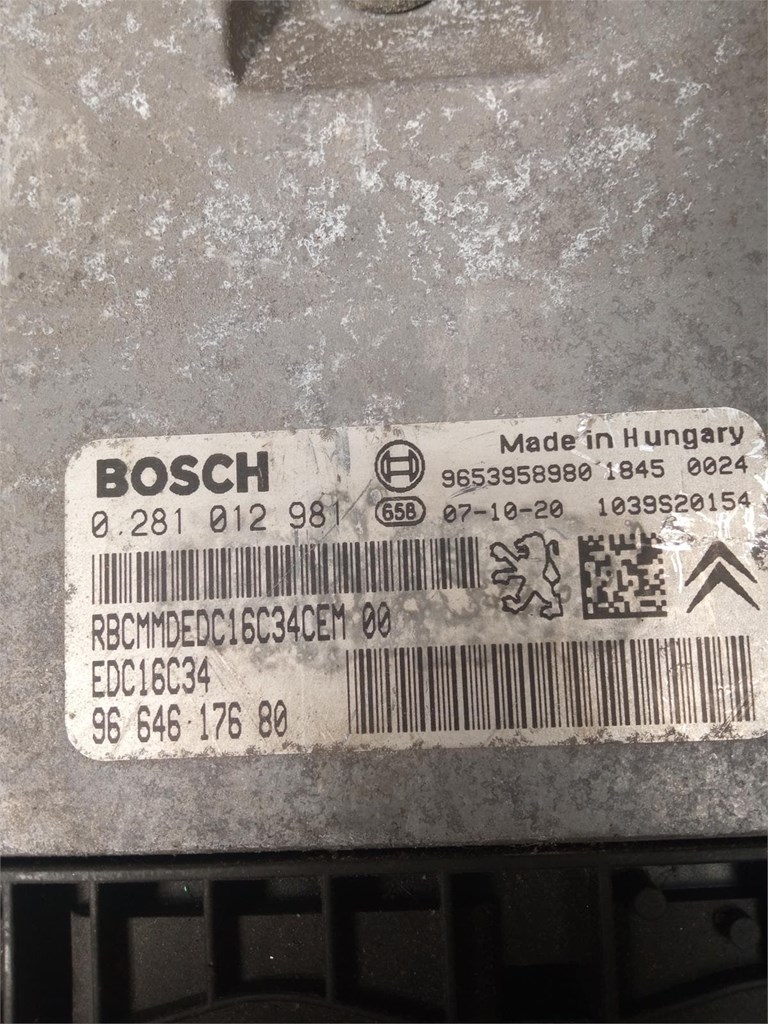 BOSCH
Made in Hungary
9653958980 1845 0024
0.281 012 981
658 07-10-20 1039S20154
RBCMMDEDC16C34CEM 00
EDC16C34
96 646 176 80